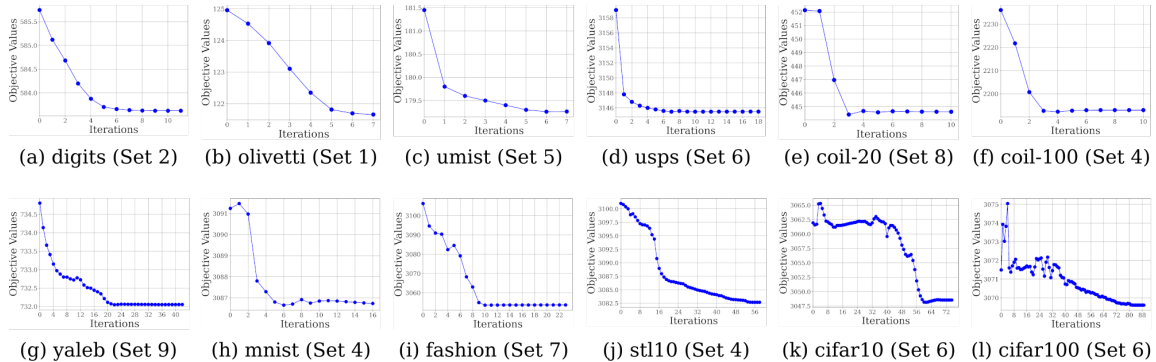 Objective Values
585.5
585.0
584.5
584.0
0 2 4 6 8 10
Iterations
(a) digits (Set 2)
Objective Values
125
124
123
122
0 1 2 3 4 5 6 7
Iterations
(b) olivetti (Set 1)
Objective Values
181.5
181.0
180.5
180.0
179.5
0 1 2 3 4 5 6 7
Iterations
(c) umist (Set 5)
Objective Values
3158
3156
3154
3152
3150
3148
3146
0 2 4 6 8 10 12 14 16 18
Iterations
(d) usps (Set 6)
Objective Values
452
451
450
449
448
447
446
445
0 2 4 6 8 10
Iterations
(e) coil-20 (Set 8)
Objective Values
2230
2220
2210
2200
2190
0 2 4 6 8 10
Iterations
(f) coil-100 (Set 4)
Objective Values
734.5
734.0
733.5
733.0
732.5
732.0
0 4 8 12 16 20 24 28 32 36 40 44
Iterations
(g) yaleb (Set 9)
Objective Values
3091
3090
3089
3088
3087
0 2 4 6 8 10 12 14 16
Iterations
(h) mnist (Set 4)
Objective Values
3100
3090
3080
3070
3060
0 2 4 6 8 10 12 14 16 18 20 22
Iterations
(i) fashion (Set 7)
Objective Values
3100.0
3097.5
3095.0
3092.5
3090.0
3087.5
3085.0
3082.5
0 8 16 24 32 40 48 56
Iterations
(j) stl10 (Set 4)
Objective Values
3065.0
3062.5
3060.0
3057.5
3055.0
3052.5
3050.0
3047.5
0 8 16 24 32 40 48 56 64 72
Iterations
(k) cifar10 (Set 6)
Objective Values
3075
3074
3073
3072
3071
3070
0 8 16 24 32 40 48 56 64 72 80 88
Iterations
(l) cifar100 (Set 6)